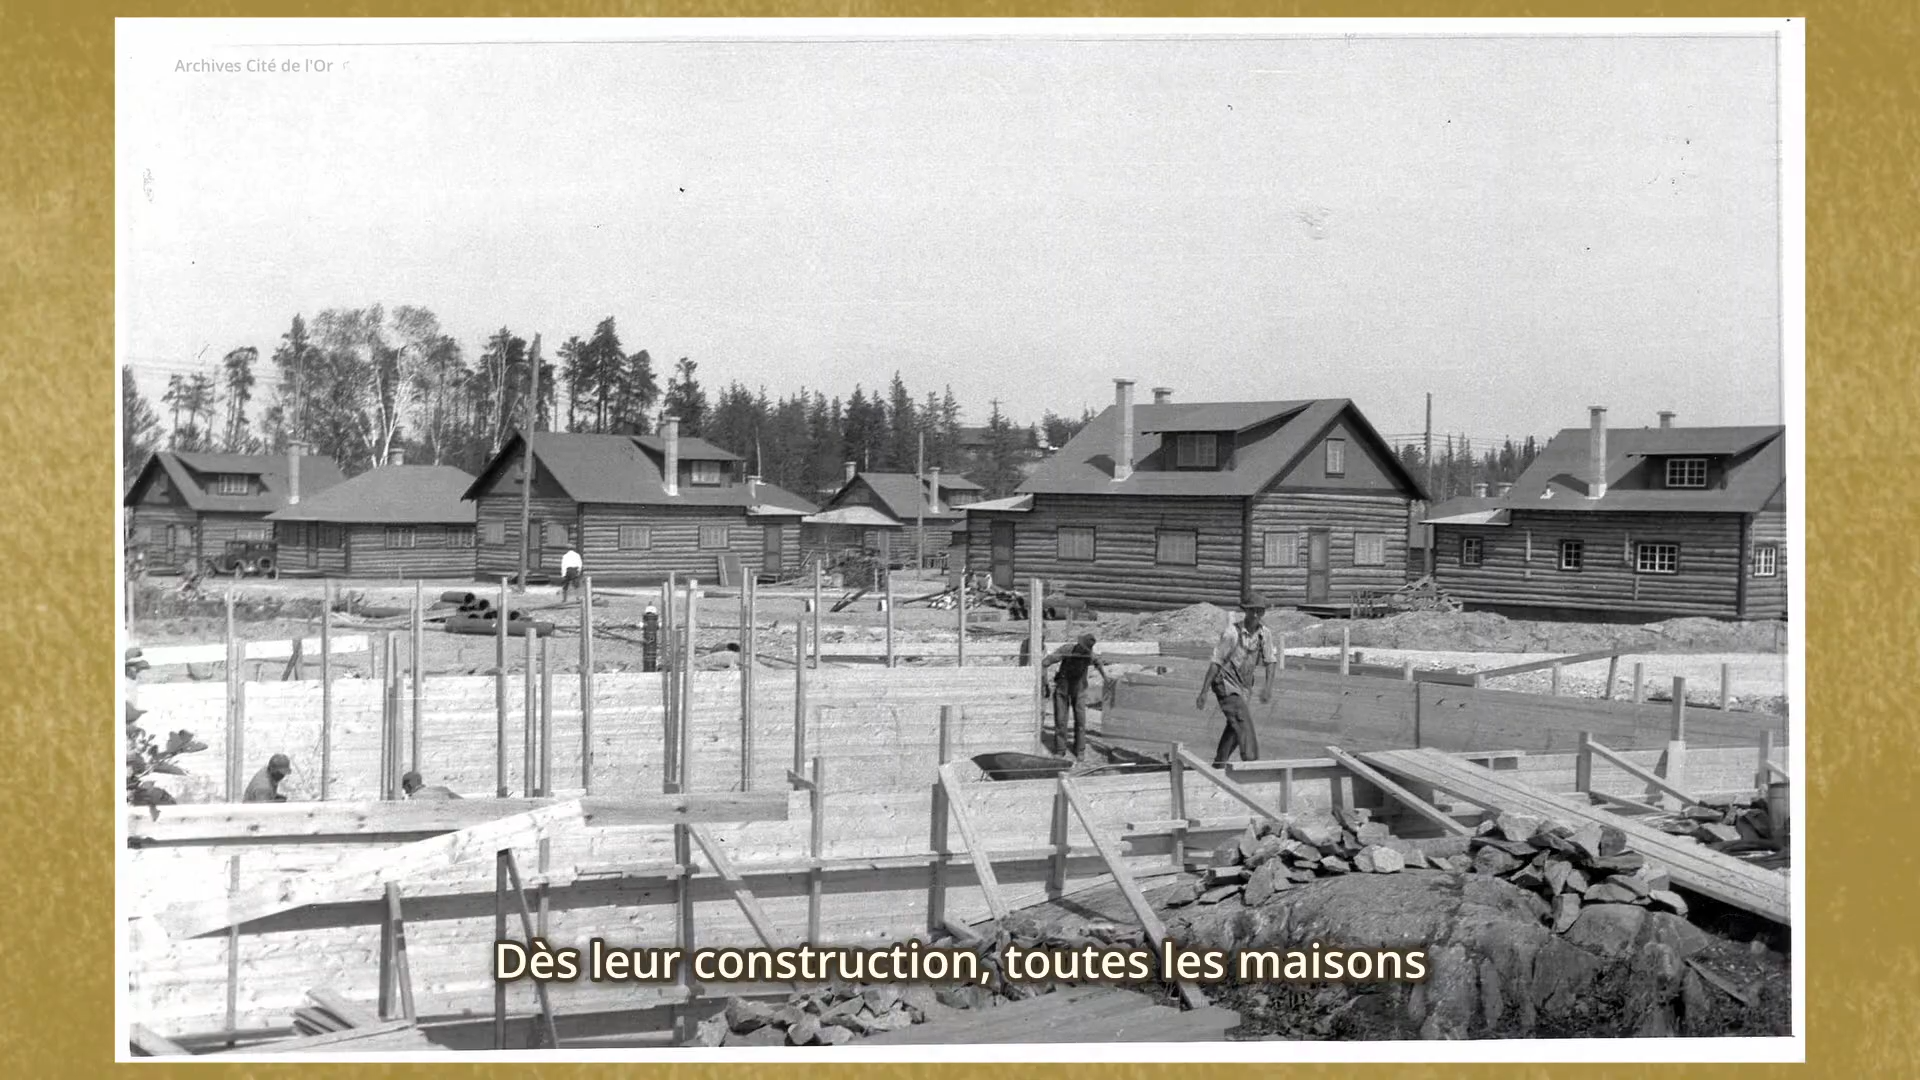 Archives Cité de l'Or
Dès leur construction, toutes les maisons